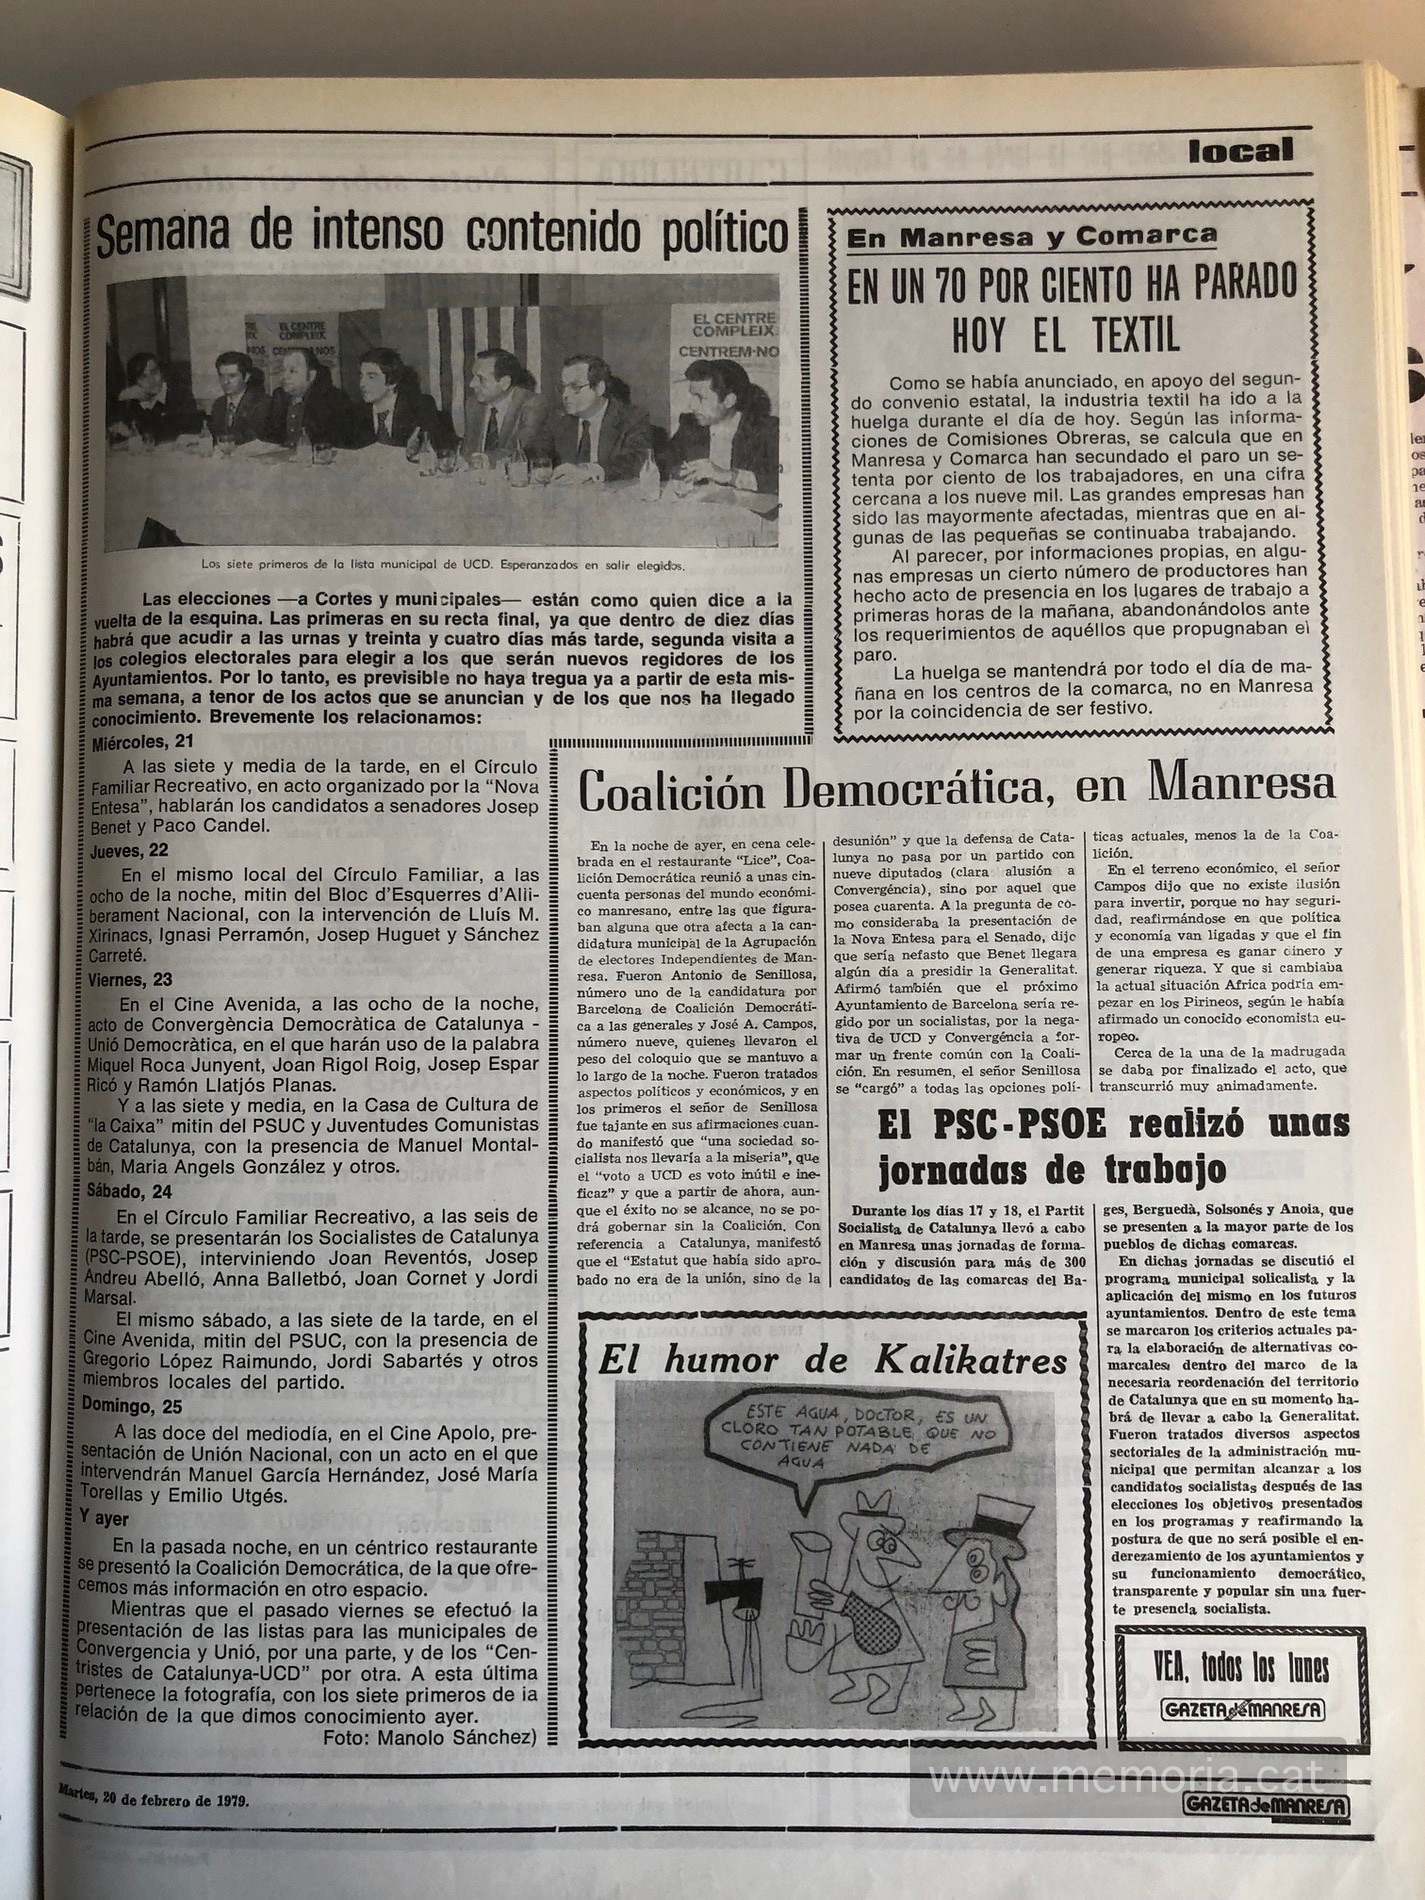 local
Semana de intenso contenido político
EL CENTRE
COMPLEIX
EL CENTRE
COMPLEIX
CENTREM-NO
Los siete primeros de la lista municipal de UCD. Esperanzados en salir elegidos.
Las elecciones —a Cortes y municipales— están como quien dice a la
vuelta de la esquina. Las primeras en su recta final, ya que dentro de diez días
habrá que acudir a las urnas y treinta y cuatro días más tarde, segunda visita a
los colegios electorales para elegir a los que serán nuevos regidores de los
Ayuntamientos. Por lo tanto, es previsible no haya tregua ya a partir de esta mis-
ma semana, a tenor de los actos que se anuncian y de los que nos ha llegado
conocimiento. Brevemente los relacionamos:
Miércoles, 21
A las siete y media de la tarde, en el Círculo
Familiar Recreativo, en acto organizado por la "Nova
Entesa", hablarán los candidatos a senadores Josep
Benet y Paco Candel.
Jueves, 22
En el mismo local del Círculo Familiar, a las
ocho de la noche, mitin del Bloc d'Esquerres d'Alli-
berament Nacional, con la intervención de Lluís M.
Xirinacs, Ignasi Perramón, Josep Huguet y Sánchez
Carreté.
Viernes, 23
En el Cine Avenida, a las ocho de la noche,
acto de Convergència Democràtica de Catalunya -
Unió Democràtica, en el que harán uso de la palabra
Miquel Roca Junyent, Joan Rigol Roig, Josep Espar
Ricó y Ramón Llatjós Planas.
Y a las siete y media, en la Casa de Cultura de
"la Caixa" mitin del PSUC y Juventudes Comunistas
de Catalunya, con la presencia de Manuel Montal-
bán, Maria Angels González y otros.
Sábado, 24
En el Círculo Familiar Recreativo, a las seis de
la tarde, se presentarán los Socialistes de Catalunya
(PSC-PSOE), interviniendo Joan Reventós, Josep
Andreu Abelló, Anna Balletbó, Joan Cornet y Jordi
Marsal.
El mismo sábado, a las siete de la tarde, en el
Cine Avenida, mitin del PSUC, con la presencia de
Gregorio López Raimundo, Jordi Sabartés y otros
miembros locales del partido.
Domingo, 25
A las doce del mediodía, en el Cine Apolo, pre-
sentación de Unión Nacional, con un acto en el que
intervendrán Manuel García Hernández, José María
Torellas y Emilio Utgés.
Y ayer
En la pasada noche, en un céntrico restaurante
se presentó la Coalición Democrática, de la que ofre-
cemos más información en otro espacio.
Mientras que el pasado viernes se efectuó la
presentación de las listas para las municipales de
Convergencia y Unió, por una parte, y de los "Cen-
tristes de Catalunya-UCD" por otra. A esta última
pertenece la fotografía, con los siete primeros de la
relación de la que dimos conocimiento ayer.
Foto: Manolo Sánchez)
En Manresa y Comarca
EN UN 70 POR CIENTO HA PARADO
HOY EL TEXTIL
Como se había anunciado, en apoyo del segun-
do convenio estatal, la industria textil ha ido a la
huelga durante el día de hoy. Según las informa-
ciones de Comisiones Obreras, se calcula que en
Manresa y Comarca han secundado el paro un se-
tenta por ciento de los trabajadores, en una cifra
cercana a los nueve mil. Las grandes empresas han
sido las mayormente afectadas, mientras que en al-
gunas de las pequeñas se continuaba trabajando.
Al parecer, por informaciones propias, en algu-
nas empresas un cierto número de productores han
hecho acto de presencia en los lugares de trabajo a
primeras horas de la mañana, abandonándolos ante
los requerimientos de aquéllos que propugnaban el
paro.
La huelga se mantendrá por todo el día de ma-
ñana en los centros de la comarca, no en Manresa
por la coincidencia de ser festivo.
Coalición Democrática, en Manresa
En la noche de ayer, en cena cele-
brada en el restaurante "Lice", Coa-
lición Democrática reunió a unas cin-
cuenta personas del mundo económi-
co manresano, entre las que figura-
ban alguna que otra afecta a la can-
didatura municipal de la Agrupación
de electores Independientes de Man-
resa. Fueron Antonio de Senillosa,
número uno de la candidatura por
Barcelona de Coalición Democráti-
ca a las generales y José A. Campos,
número nueve, quienes llevaron el
peso del coloquio que se mantuvo a
lo largo de la noche. Fueron tratados
aspectos políticos y económicos, y en
los primeros el señor de Senillosa
fue tajante en sus afirmaciones cuan-
do manifestó que "una sociedad so-
cialista nos llevaría a la miseria", que
el "voto a UCD es voto inútil e ine-
ficaz" y que a partir de ahora, aun-
que el éxito no se alcance, no se po-
drá gobernar sin la Coalición. Con
referencia a Catalunya, manifestó
que el "Estatut que había sido apro-
bado no era de la unión, sino de la
desunión" y que la defensa de Cata-
lunya no pasa por un partido con
nueve diputados (clara alusión a
Convergéncia), sino por aquel que
posea cuarenta. A la pregunta de có-
mo consideraba la presentación de
la Nova Entesa para el Senado, dijo
que sería nefasto que Benet llegara
algún día a presidir la Generalitat.
Afirmó también que el próximo
Ayuntamiento de Barcelona sería re-
gido por un socialistas, por la nega-
tiva de UCD y Convergència a for-
mar un frente común con la Coali-
ción. En resumen, el señor Senillosa
se "cargó" a todas las opciones polí-
ticas actuales, menos la de la Coa-
lición.
En el terreno económico, el señor
Campos dijo que no existe ilusión
para invertir, porque no hay seguri-
dad, reafirmándose en que política
y economía van ligadas y que el fin
de una empresa es ganar dinero y
generar riqueza. Y que si cambiaba
la actual situación Africa podría em-
pezar en los Pirineos, según le había
afirmado un conocido economista eu-
ropeo.
Cerca de la una de la madrugada
se daba por finalizado el acto, que
transcurrió muy animadamente.
El PSC-PSOE realizó unas
jornadas de trabajo
Durante los días 17 y 18, el Partit
Socialista de Catalunya llevó a cabo
en Manresa unas jornadas de forma-
ción y discusión para más de 300
candidatos de las comarcas del Ba-
ges, Berguedà, Solsonés y Anoia, que
se presenten a la mayor parte de los
pueblos de dichas comarcas.
En dichas jornadas se discutió el
programa municipal solicalista y la
aplicación del mismo en los futuros
ayuntamientos. Dentro de este tema
se marcaron los criterios actuales pa-
ra la elaboración de alternativas co-
marcales dentro del marco de la
necesaria reordenación del territorio
de Catalunya que en su momento ha-
brá de llevar a cabo la Generalitat.
Fueron tratados diversos aspectos
sectoriales de la administración mu-
nicipal que permitan alcanzar a los
candidatos socialistas después de las
elecciones los objetivos presentados
en los programas y reafirmando la
postura de que no será posible el en-
derezamiento de los ayuntamientos y
su funcionamiento democrático,
transparente y popular sin una fuer-
te presencia socialista.
El humor de Kalikatres
ESTE AGUA, DOCTOR, ES UN
CLORO TAN POTABLE, QUE NO
CONTIENE NADA DE
AGUA
VEA, todos los lunes
GAZETA de MANRESA
www.memoria.cat
Martes, 20 de febrero de 1979.
GAZETA de MANRESA